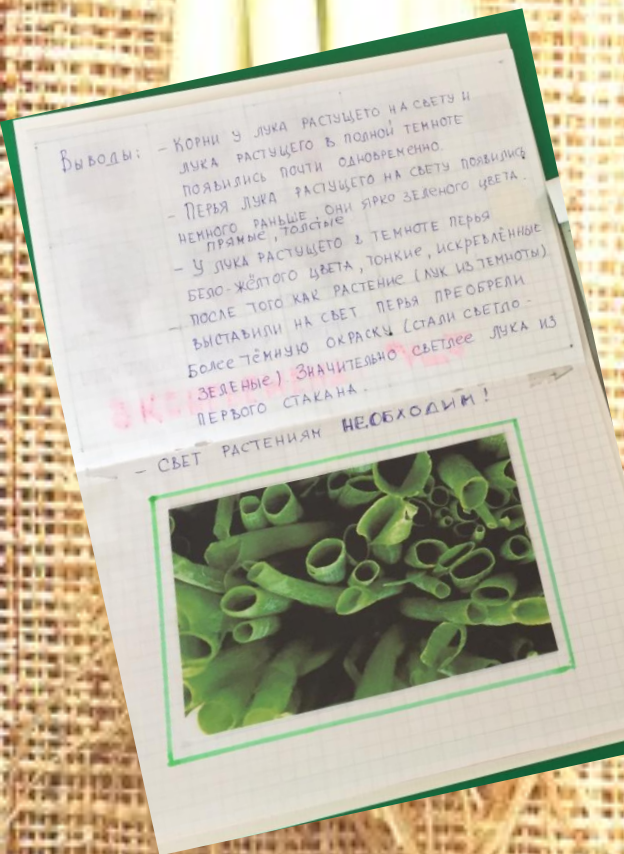 Выводы: - Корни у лука растущего на свету и
лука растущего в полной темноте
появились почти одновременно.
- Перья лука растущего на свету появились
немного раньше. Они ярко зеленого цвета.
прямые, толстые
- У лука растущего в темноте перья
бело-жёлтого цвета, тонкие, искревлённые
- после того как растение (лук из темноты)
выставили на свет перья преобрели
более тёмную окраску (стали светло-
зеленые) значительно светлее лука из
первого стакана.
- Свет растениям необходим!